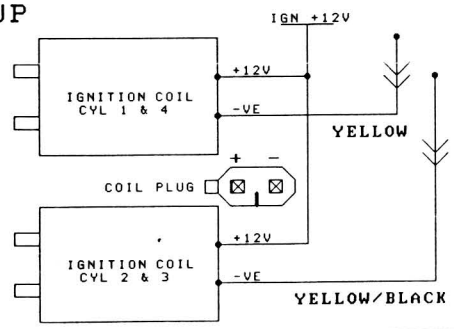 UP
IGN +12V
+12V
IGNITION COIL
CYL 1 & 4
-VE
YELLOW
+ -
COIL PLUG
+12V
IGNITION COIL
CYL 2 & 3
-VE
YELLOW/BLACK